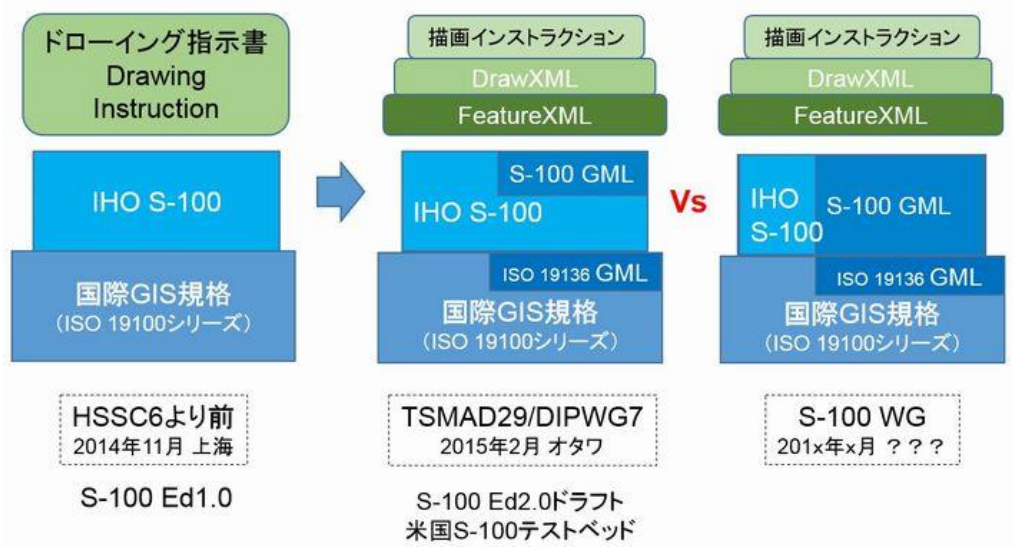 ドローイング指示書
Drawing
Instruction
IHO S-100
国際GIS規格
(ISO 19100シリーズ)
HSSC6より前
2014年11月 上海
S-100 Ed1.0
描画インストラクション
DrawXML
FeatureXML
S-100 GML
IHO S-100
ISO 19136 GML
国際GIS規格
(ISO 19100シリーズ)
TSMAD29/DIPWG7
2015年2月 オタワ
S-100 Ed2.0ドラフト
米国S-100テストベッド
Vs
描画インストラクション
DrawXML
FeatureXML
IHO
S-100
S-100 GML
ISO 19136 GML
国際GIS規格
(ISO 19100シリーズ)
S-100 WG
201x年x月 ？？？